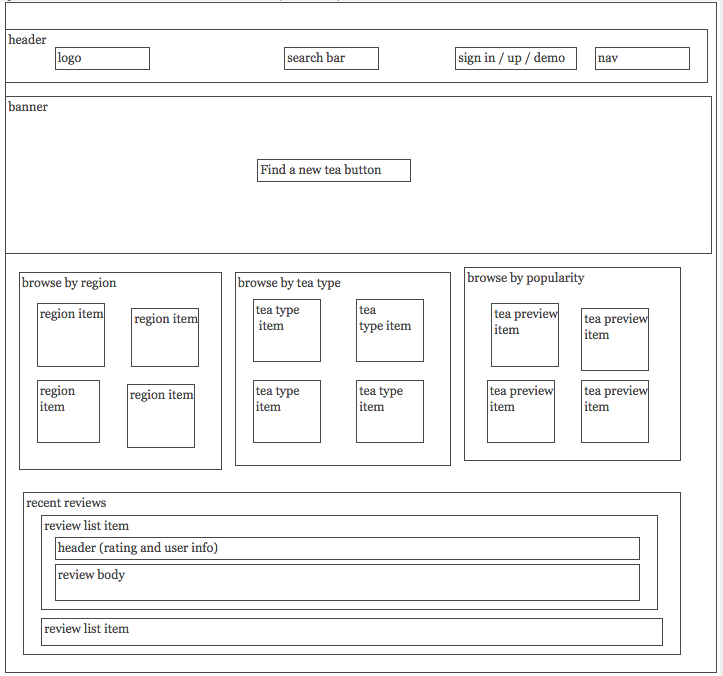 header
logo
search bar
sign in / up / demo
nav
banner
Find a new tea button
browse by region
region item
region item
region
item
region item
browse by tea type
tea type
item
tea
type item
tea type
item
tea type
item
browse by popularity
tea preview
item
tea preview
item
tea preview
item
tea preview
item
recent reviews
review list item
header (rating and user info)
review body
review list item